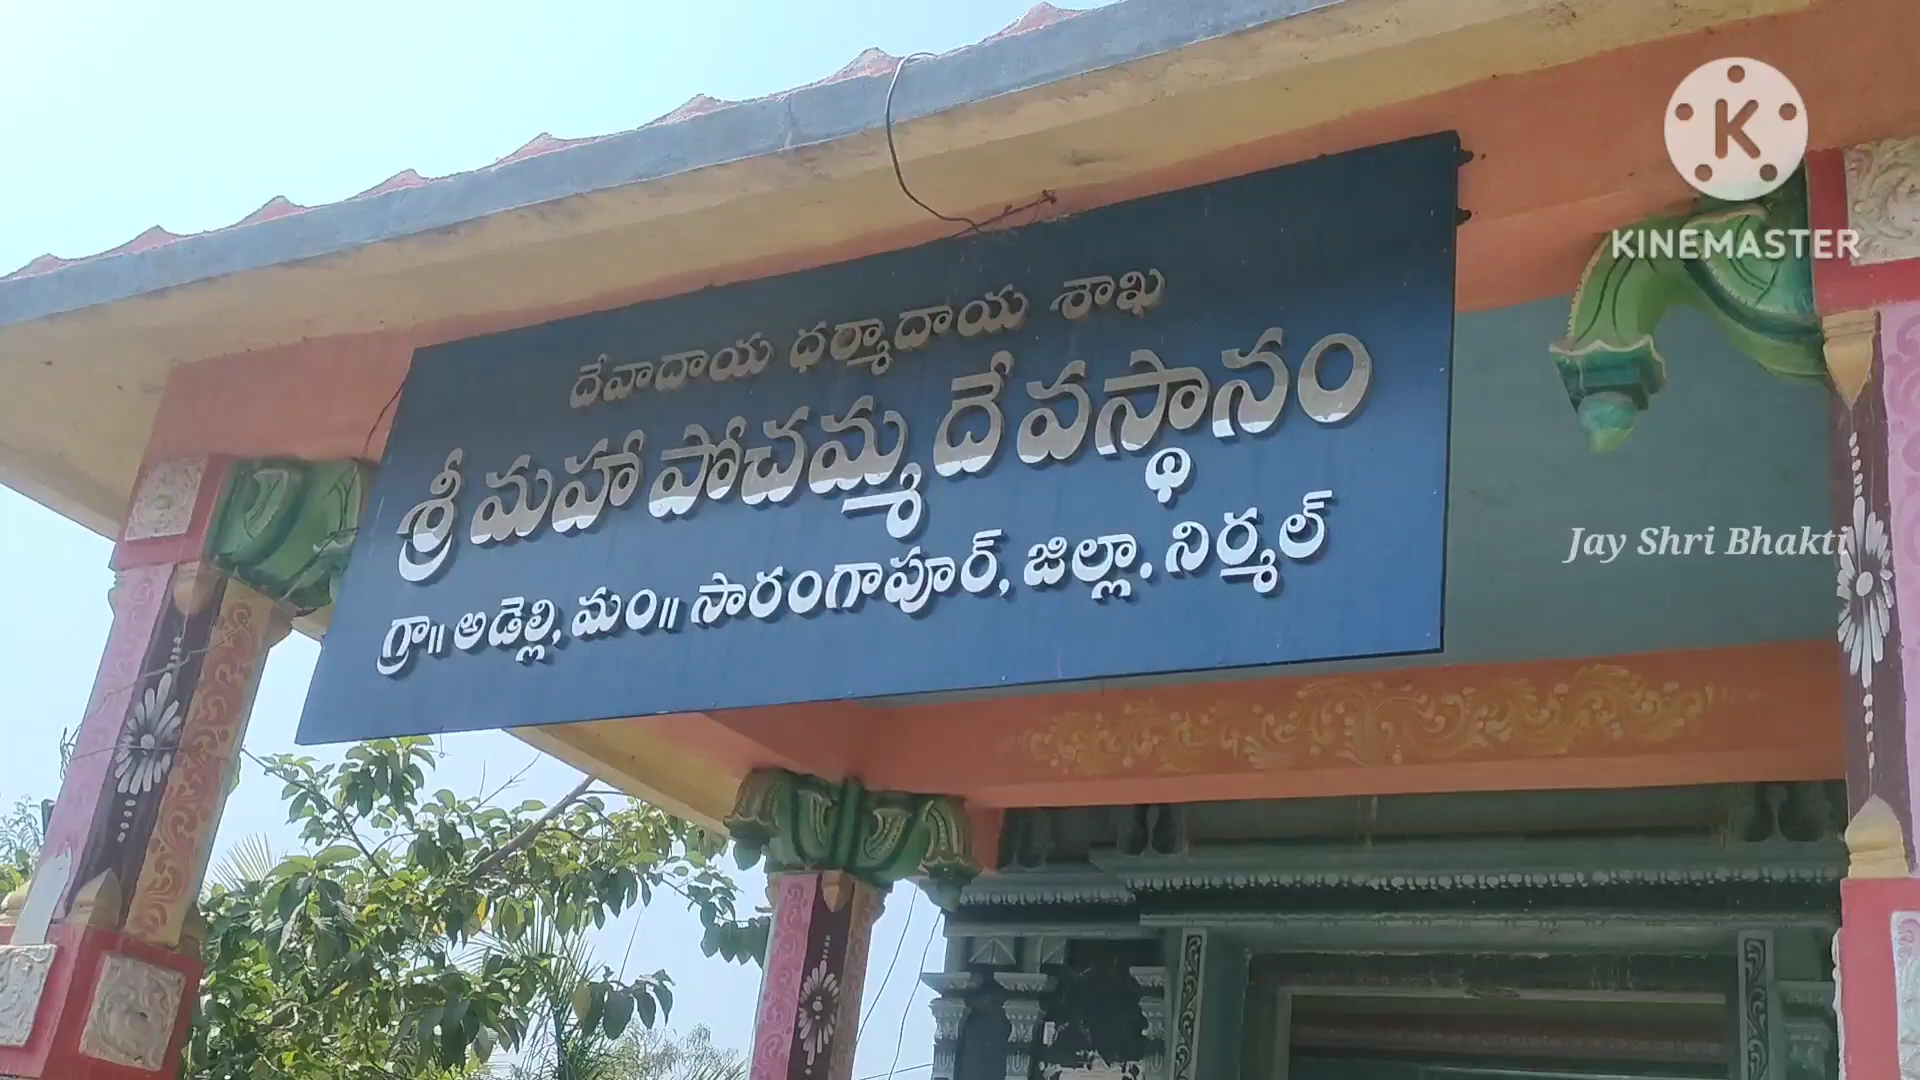 దేవాదాయ ధర్మాదాయ శాఖ
శ్రీ మహా పోచమ్మ దేవస్థానం
గ్రా॥ అడెల్లి, మం॥ సారంగాపూర్, జిల్లా. నిర్మల్
K
KINEMASTER
Jay Shri Bhakti